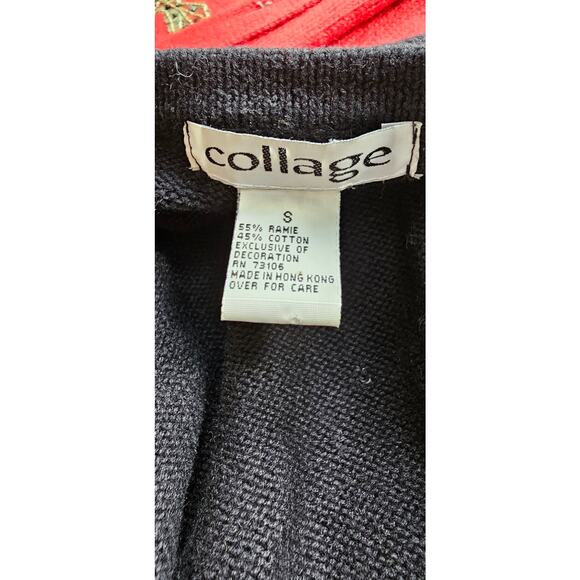 collage
S
55% RAMIE
45% COTTON
EXCLUSIVE OF
DECORATION
RN 73106
MADE IN HONG KONG
OVER FOR CARE